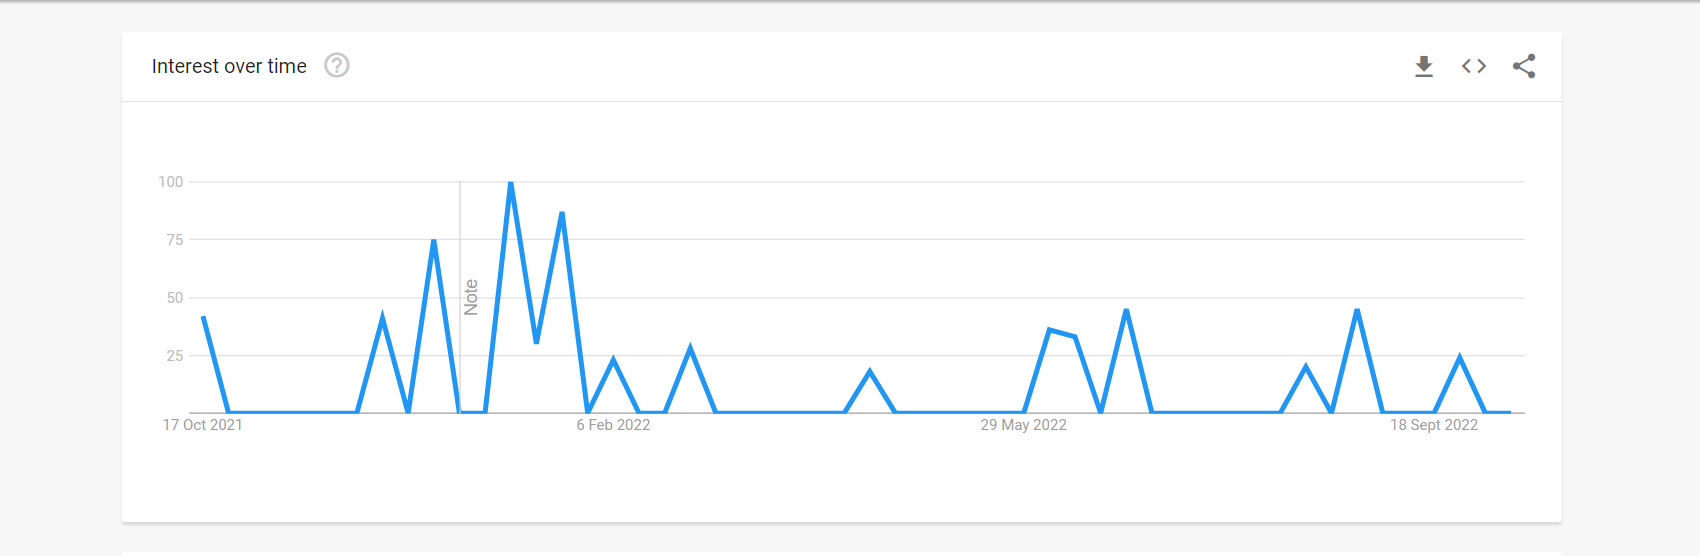 Interest over time
100
75
50
25
Note
17 Oct 2021
6 Feb 2022
29 May 2022
18 Sept 2022